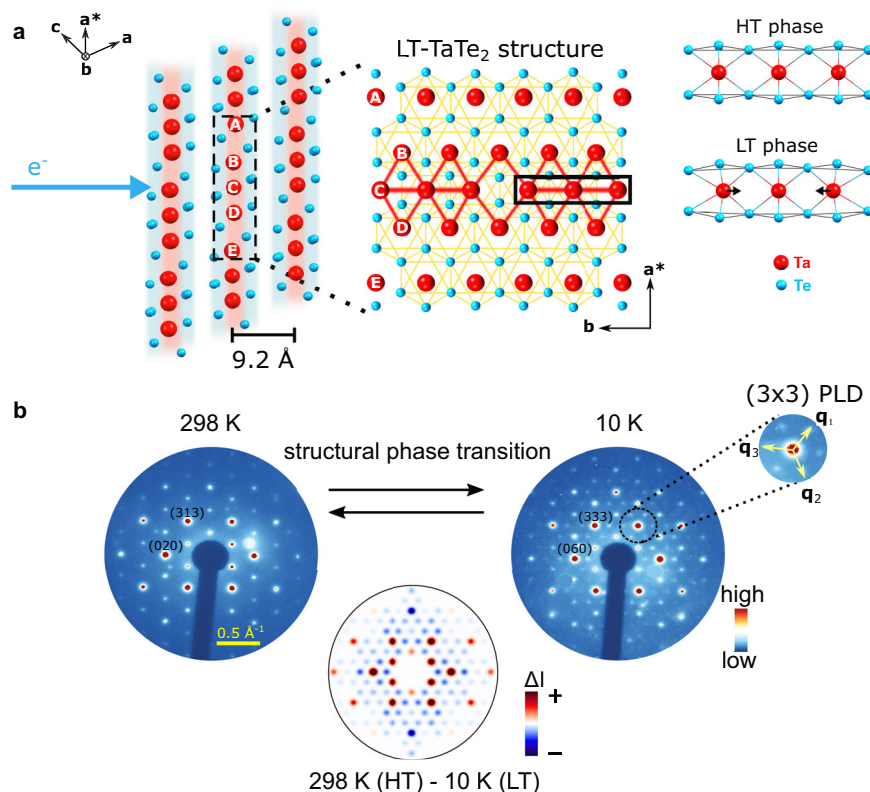 a
a*
c
a
b
e-
A
B
C
D
E
9.2 Å
LT-TaTe₂ structure
A
B
C
D
E
a*
b
HT phase
LT phase
Ta
Te
b
298 K
structural phase transition
10 K
(3x3) PLD
q₁
q₃
q₂
(313)
(020)
0.5 Å⁻¹
(333)
(060)
high
low
ΔI
+
−
298 K (HT) - 10 K (LT)